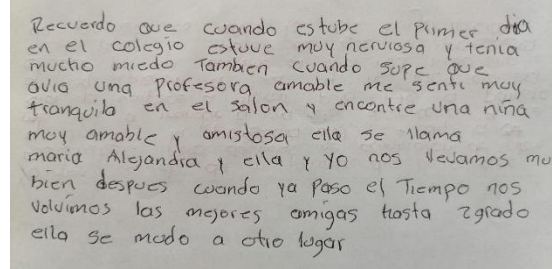 Recuerdo que cuando estube el primer dia
en el colegio estuve muy nerviosa y tenia
mucho miedo Tambien cuando supe que
avia una profesora amable me senti muy
tranquila en el salon y encontre una niña
muy amable y amistosa ella se llama
maria Alejandra y ella y yo nos llevamos mu
bien despues cuando ya paso el Tiempo nos
volvimos las mejores amigas hasta 2grado
ella se mudo a otro lugar